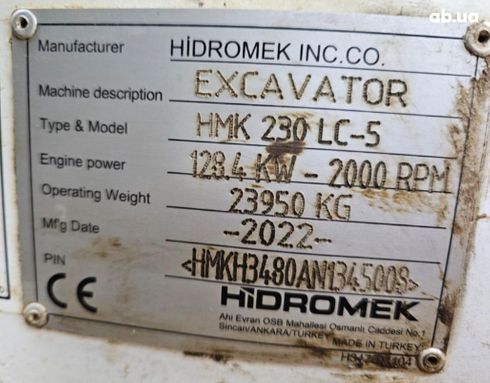 ab.ua
Manufacturer HİDROMEK INC.CO.
Machine description EXCAVATOR
Type & Model HMK 230 LC-5
Engine power 128.4 KW - 2000 RPM
Operating Weight 23950 KG
Mf'g Date -2022-
PIN <HMKH3480AN1345009>
CE HİDROMEK
Ahi Evran OSB Mahallesi Osmanlı Caddesi No:1
Sincan/ANKARA/TURKEY
MADE IN TURKEY